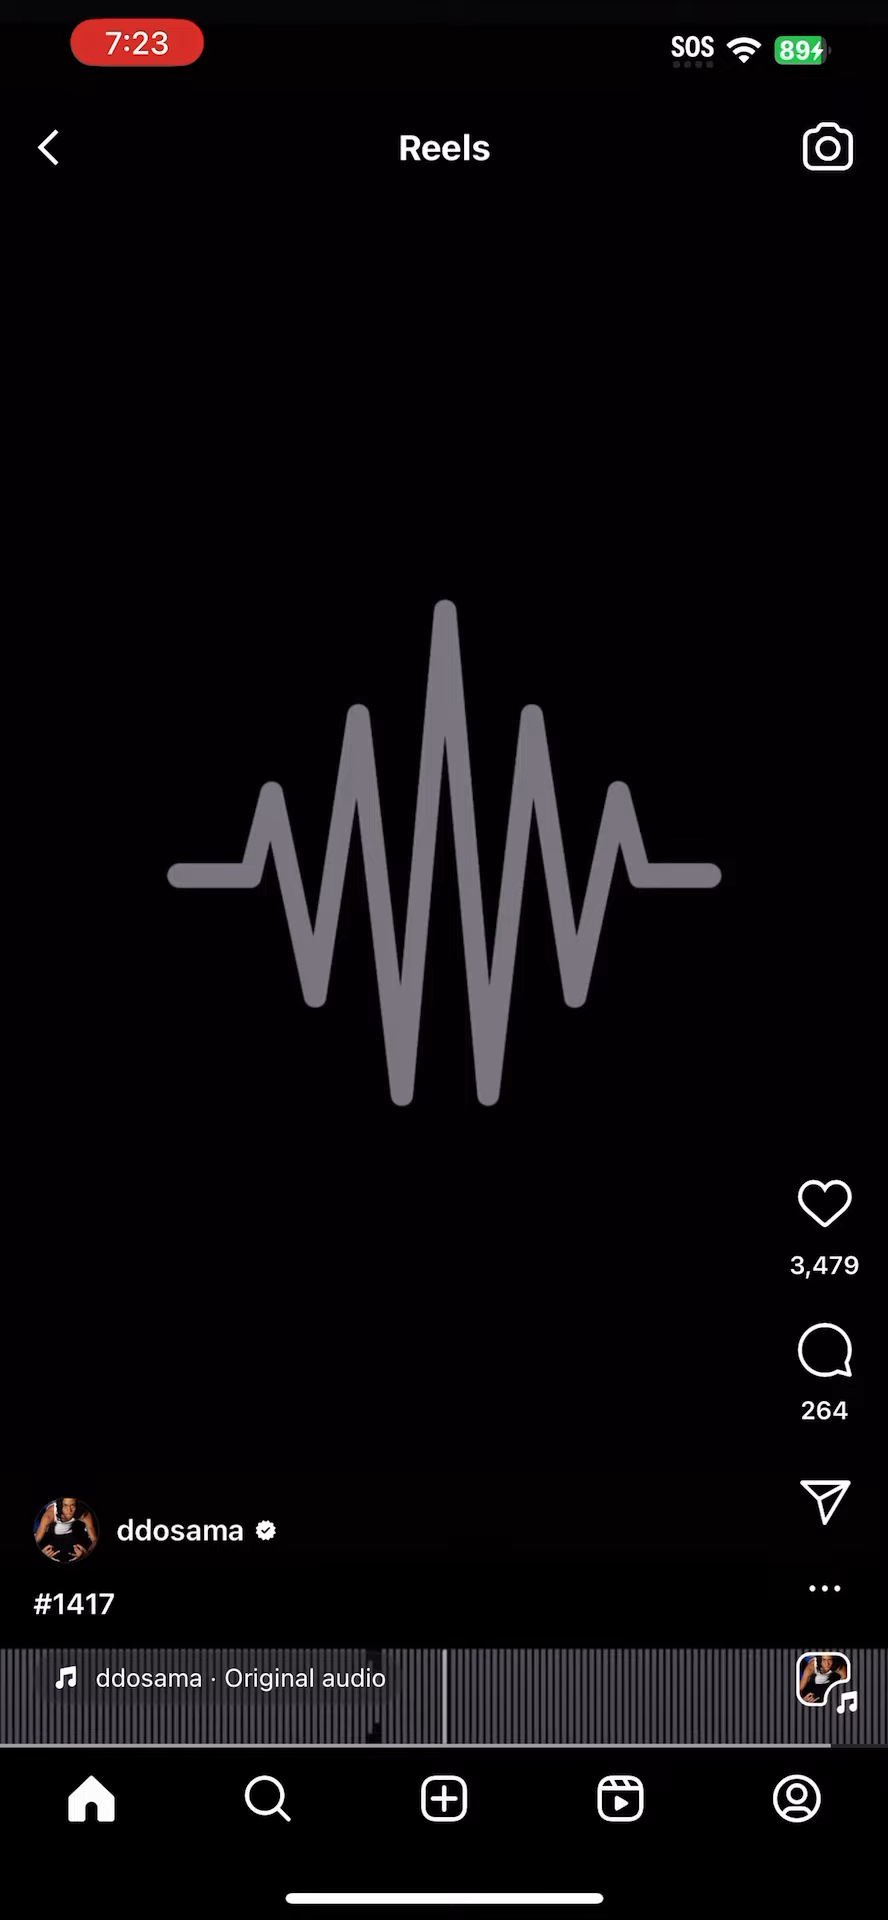 7:23
SOS
89
Reels
3,479
264
ddosama
#1417
ddosama · Original audio